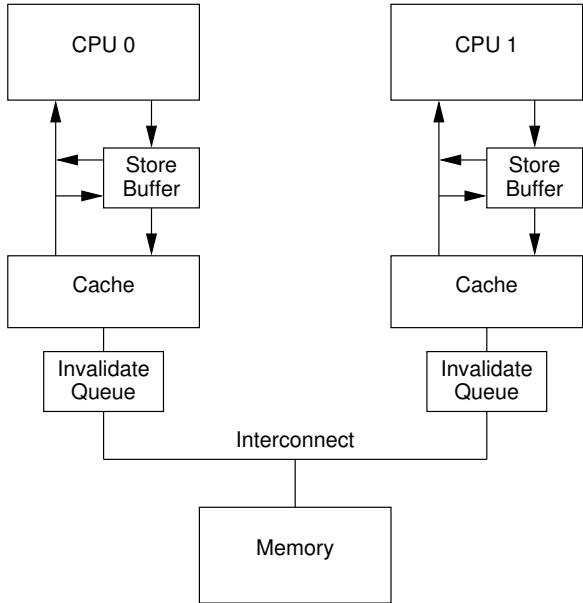 CPU 0
CPU 1
Store
Buffer
Store
Buffer
Cache
Cache
Invalidate
Queue
Invalidate
Queue
Interconnect
Memory